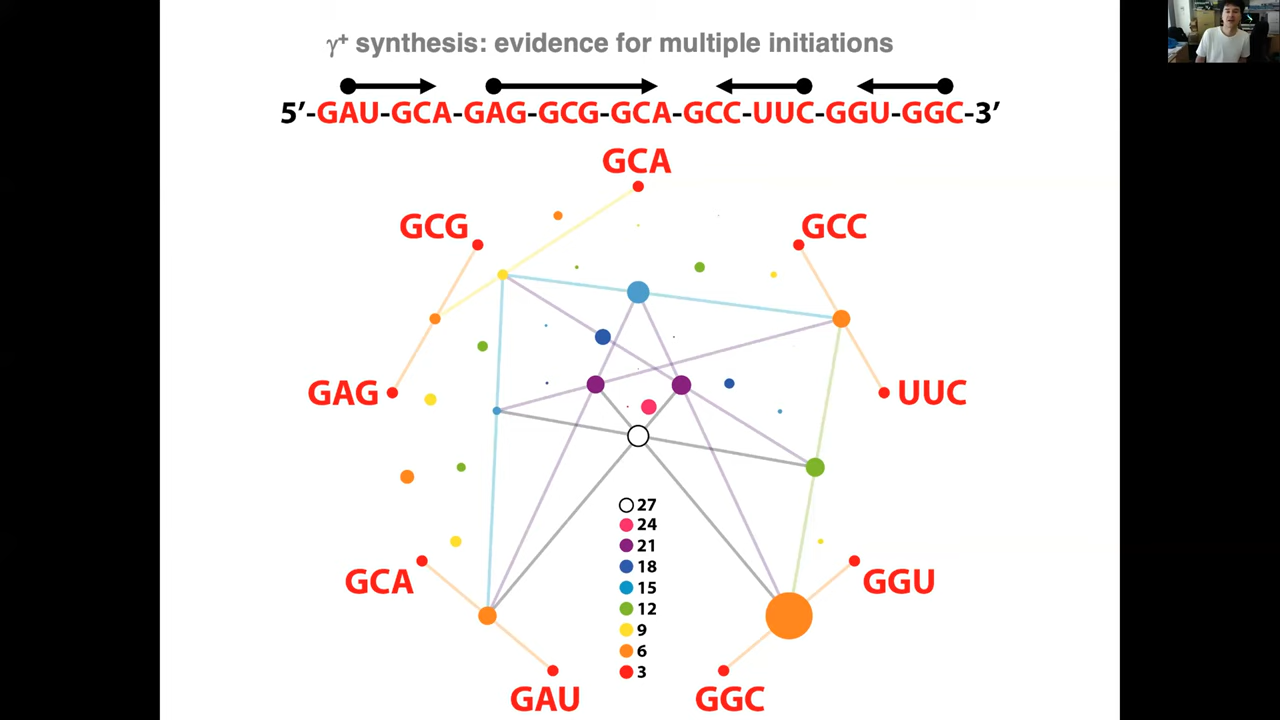 γ⁺ synthesis: evidence for multiple initiations
5′-GAU-GCA-GAG-GCG-GCA-GCC-UUC-GGU-GGC-3′
GCA
GCG
GCC
GAG
UUC
27
24
21
18
15
12
9
6
3
GCA
GGU
GAU
GGC